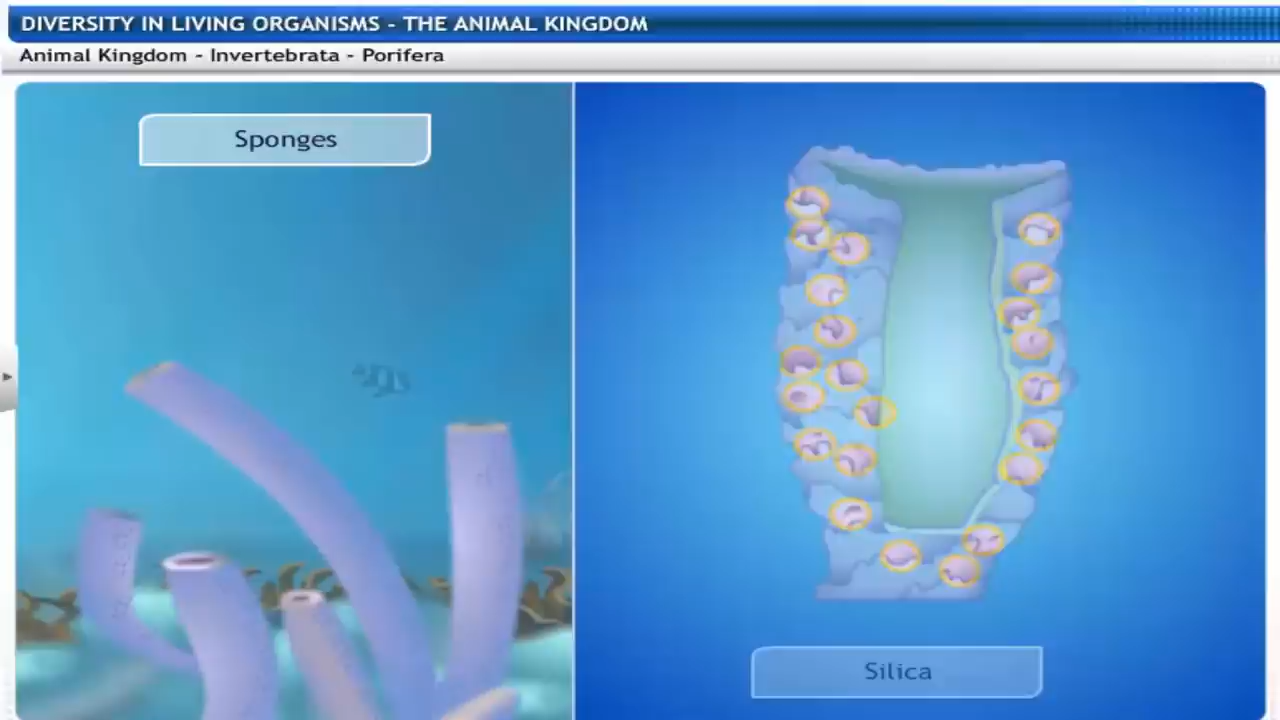 DIVERSITY IN LIVING ORGANISMS - THE ANIMAL KINGDOM
Animal Kingdom - Invertebrata - Porifera
Sponges
Silica